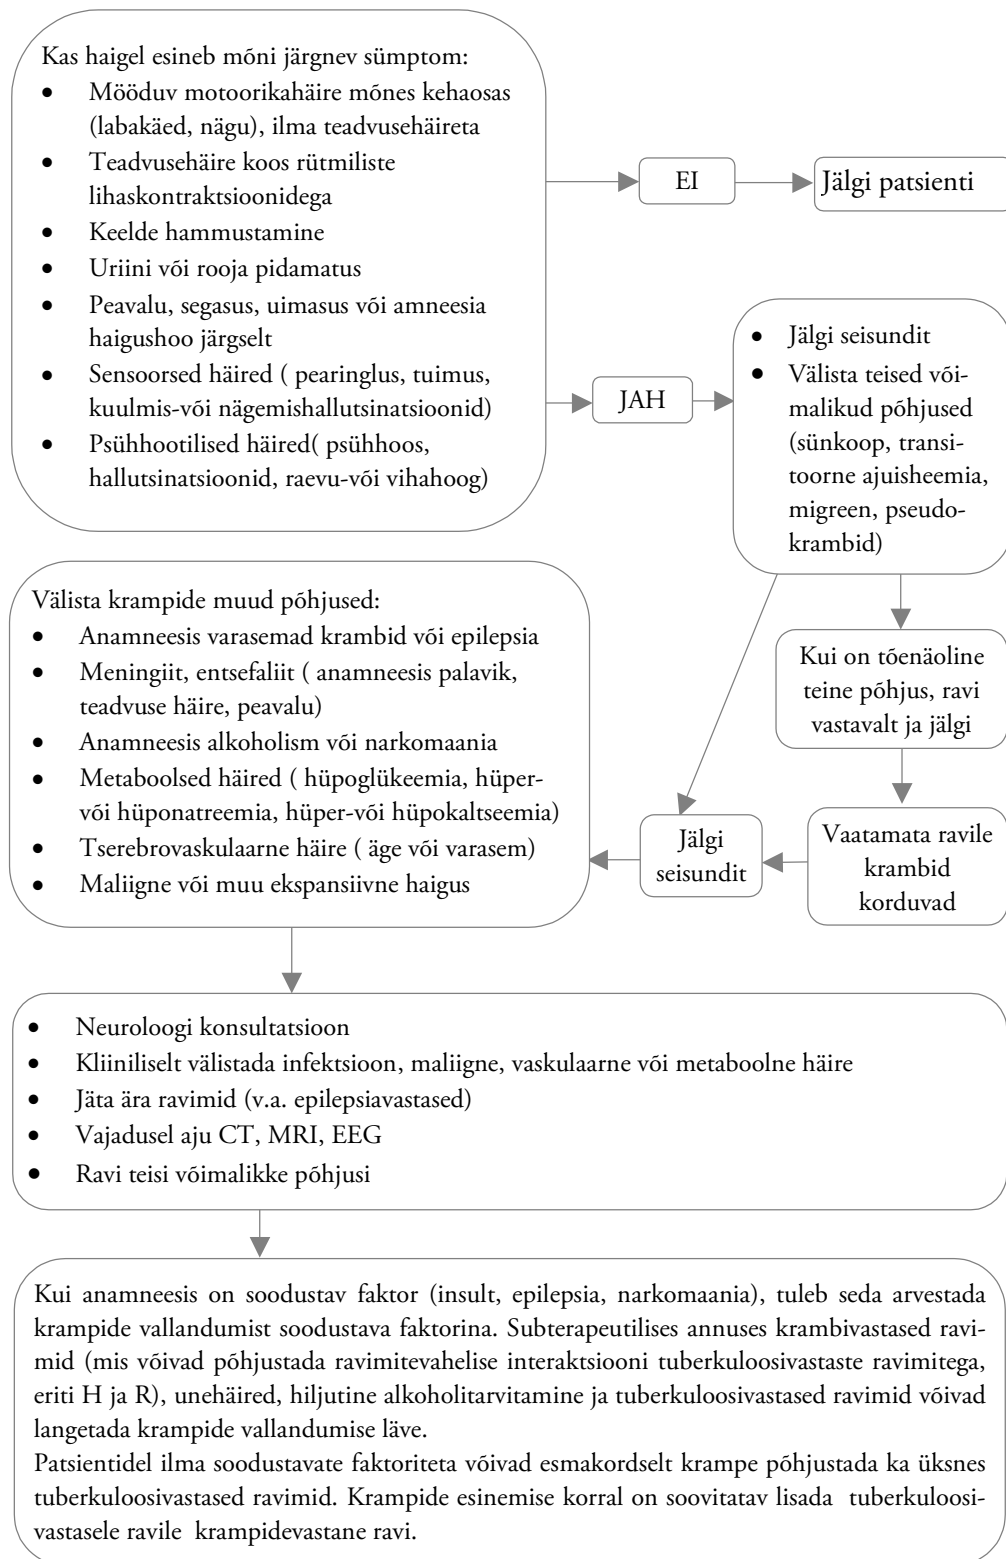 Kas haigel esineb mõni järgnev sümptom:
• Mööduv motoorikahäire mõnes kehaosas
(labakäed, nägu), ilma teadvusehäireta
• Teadvusehäire koos rütmiliste
lihaskontraktsioonidega
• Keelde hammustamine
• Uriini või rooja pidamatus
• Peavalu, segasus, uimasus või amneesia
haigushoo järgselt
• Sensoorsed häired ( pearinglus, tuimus,
kuulmis-või nägemishallutsinatsioonid)
• Psühhootilised häired( psühhoos,
hallutsinatsioonid, raevu-või vihahoog)
EI
Jälgi patsienti
JAH
• Jälgi seisundit
• Välista teised või-
malikud põhjused
(sünkoop, transi-
toorne ajuisheemia,
migreen, pseudo-
krambid)
Kui on tõenäoline
teine põhjus, ravi
vastavalt ja jälgi
Vaatamata ravile
krambid
korduvad
Jälgi
seisundit
Välista krampide muud põhjused:
• Anamneesis varasemad krambid või epilepsia
• Meningiit, entsefaliit ( anamneesis palavik,
teadvuse häire, peavalu)
• Anamneesis alkoholism või narkomaania
• Metaboolsed häired ( hüpoglükeemia, hüper-
või hüponatreemia, hüper-või hüpokaltseemia)
• Tserebrovaskulaarne häire ( äge või varasem)
• Maliigne või muu ekspansiivne haigus
• Neuroloogi konsultatsioon
• Kliiniliselt välistada infektsioon, maliigne, vaskulaarne või metaboolne häire
• Jäta ära ravimid (v.a. epilepsiavastased)
• Vajadusel aju CT, MRI, EEG
• Ravi teisi võimalikke põhjusi
Kui anamneesis on soodustav faktor (insult, epilepsia, narkomaania), tuleb seda arvestada
krampide vallandumist soodustava faktorina. Subterapeutilises annuses krambivastased ravi-
mid (mis võivad põhjustada ravimitevahelise interaktsiooni tuberkuloosivastaste ravimitega,
eriti H ja R), unehäired, hiljutine alkoholitarvitamine ja tuberkuloosivastased ravimid võivad
langetada krampide vallandumise läve.
Patsientidel ilma soodustavate faktoriteta võivad esmakordselt krampe põhjustada ka üksnes
tuberkuloosivastased ravimid. Krampide esinemise korral on soovitatav lisada tuberkuloosi-
vastasele ravile krampidevastane ravi.